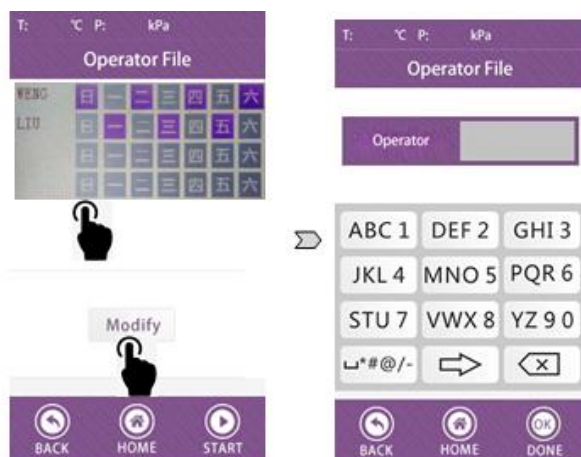 T: ℃ P: kPa
Operator File
WENG 日 一 二 三 四 五 六
LIU 日 一 二 三 四 五 六
日 一 二 三 四 五 六
日 一 二 三 四 五 六
Modify
BACK HOME START
T: ℃ P: kPa
Operator File
Operator
ABC 1 DEF 2 GHI 3
JKL 4 MNO 5 PQR 6
STU 7 VWX 8 YZ 9 0
␣*#@/-
OK
BACK HOME DONE